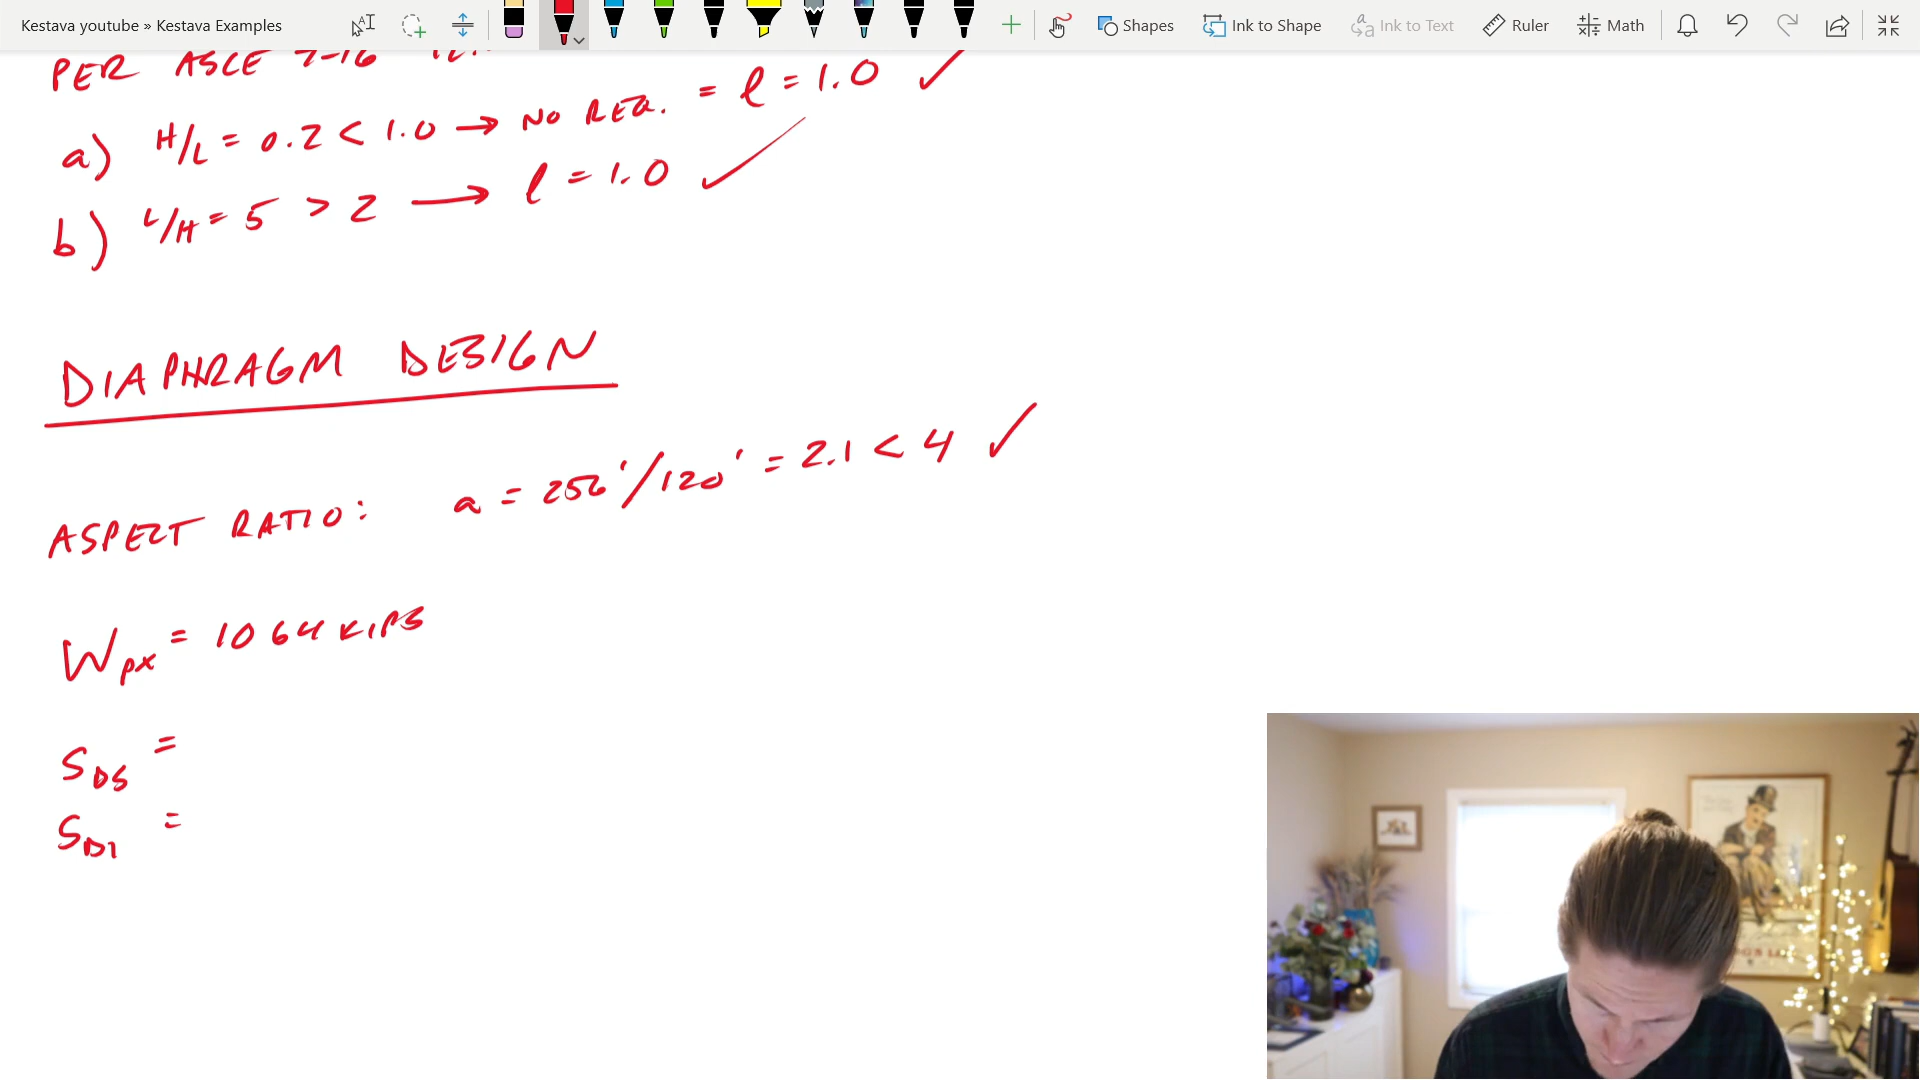 Kestava youtube » Kestava Examples Shapes Ink to Shape Ink to Text Ruler Math
PER ASCE 7-16
a) H/L = 0.2 < 1.0 → NO REQ. = ℓ = 1.0 ✓
b) L/H = 5 > 2 → ℓ = 1.0 ✓
DIAPHRAGM DESIGN
ASPECT RATIO: a = 256'/120' = 2.1 < 4 ✓
Wpx = 1064 KIPS
SDS =
SD1 =